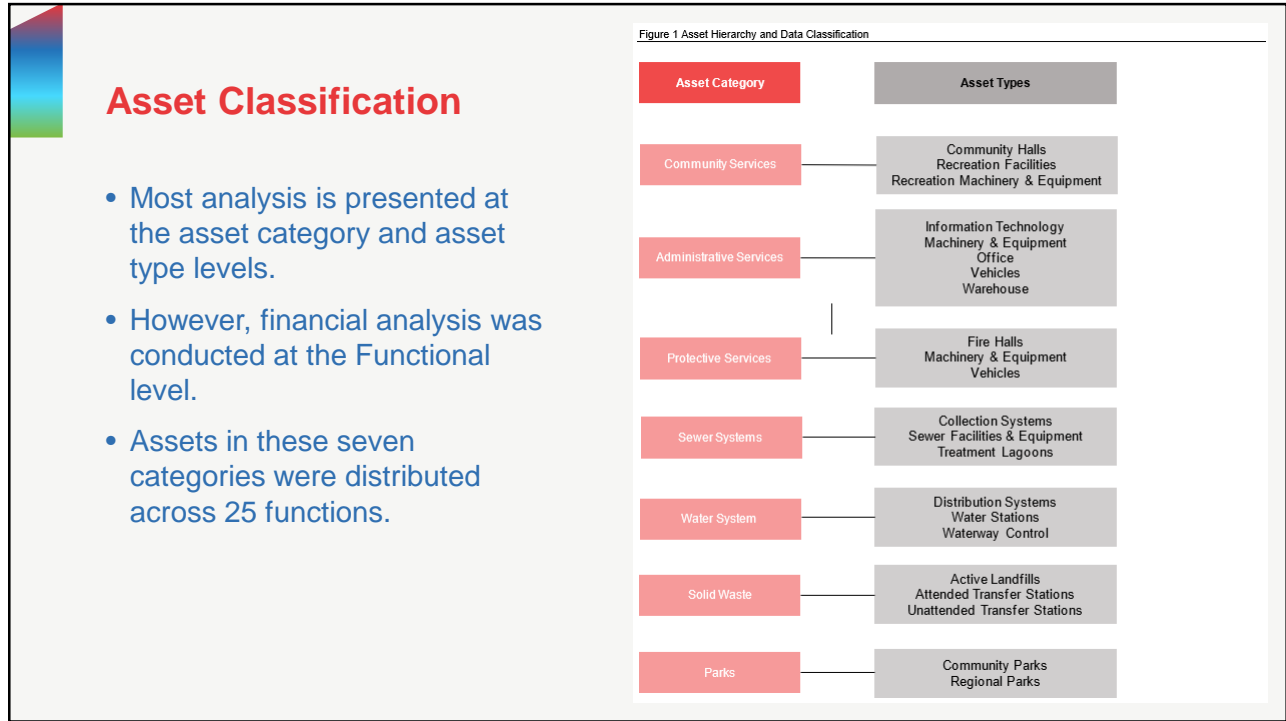 Asset Classification
• Most analysis is presented at
the asset category and asset
type levels.
• However, financial analysis was
conducted at the Functional
level.
• Assets in these seven
categories were distributed
across 25 functions.
Figure 1 Asset Hierarchy and Data Classification
Asset Category
Asset Types
Community Services
Community Halls
Recreation Facilities
Recreation Machinery & Equipment
Administrative Services
Information Technology
Machinery & Equipment
Office
Vehicles
Warehouse
Protective Services
Fire Halls
Machinery & Equipment
Vehicles
Sewer Systems
Collection Systems
Sewer Facilities & Equipment
Treatment Lagoons
Water System
Distribution Systems
Water Stations
Waterway Control
Solid Waste
Active Landfills
Attended Transfer Stations
Unattended Transfer Stations
Parks
Community Parks
Regional Parks